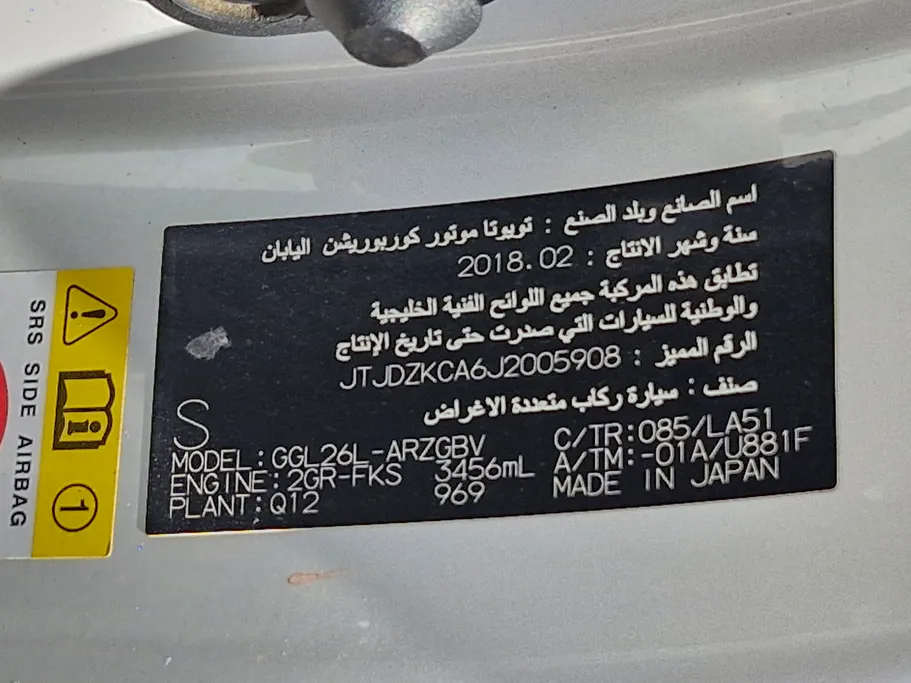 اسم الصانع وبلد الصنع : تويوتا موتور كوربوريشن اليابان
سنة وشهر الانتاج : 2018.02
تطابق هذه المركبة جميع اللوائح الفنية الخليجية
والوطنية للسيارات التي صدرت حتى تاريخ الإنتاج
الرقم المميز : JTJDZKCA6J2005908
صنف : سيارة ركاب متعددة الاغراض
S
MODEL:GGL26L-ARZGBV C/TR:085/LA51
ENGINE:2GR-FKS 3456mL A/TM:-01A/U881F
PLANT:Q12 969 MADE IN JAPAN
SRS SIDE AIRBAG
1